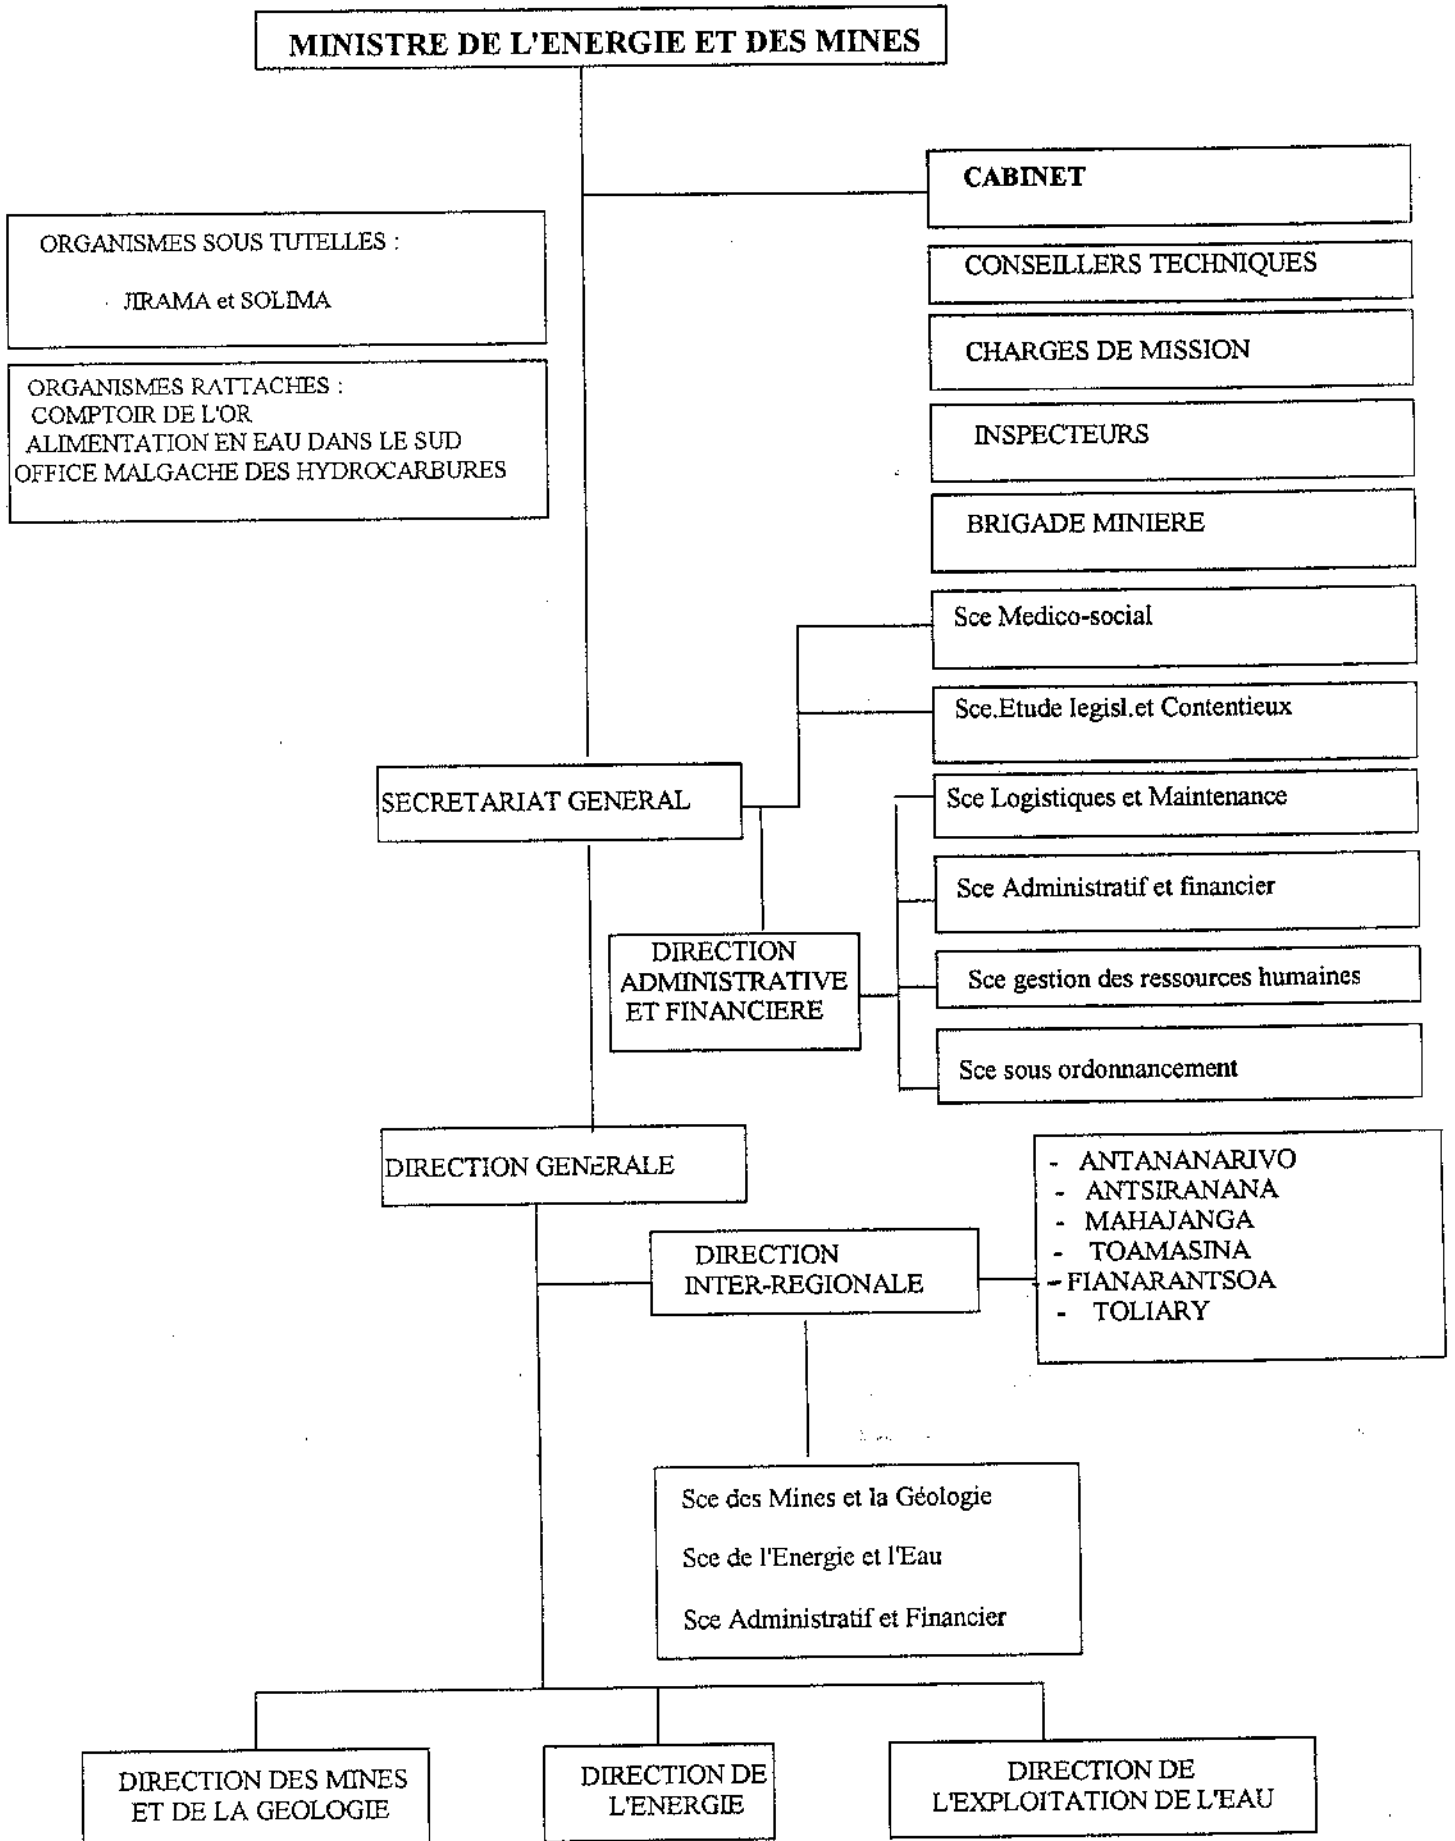 MINISTRE DE L'ENERGIE ET DES MINES
CABINET
ORGANISMES SOUS TUTELLES :
JIRAMA et SOLIMA
CONSEILLERS TECHNIQUES
CHARGES DE MISSION
ORGANISMES RATTACHES :
COMPTOIR DE L'OR
ALIMENTATION EN EAU DANS LE SUD
OFFICE MALGACHE DES HYDROCARBURES
INSPECTEURS
BRIGADE MINIERE
Sce Medico-social
Sce.Etude legisl.et Contentieux
SECRETARIAT GENERAL
Sce Logistiques et Maintenance
Sce Administratif et financier
DIRECTION
ADMINISTRATIVE
ET FINANCIERE
Sce gestion des ressources humaines
Sce sous ordonnancement
DIRECTION GENERALE
- ANTANANARIVO
- ANTSIRANANA
- MAHAJANGA
- TOAMASINA
- FIANARANTSOA
- TOLIARY
DIRECTION
INTER-REGIONALE
Sce des Mines et la Géologie
Sce de l'Energie et l'Eau
Sce Administratif et Financier
DIRECTION DES MINES
ET DE LA GEOLOGIE
DIRECTION DE
L'ENERGIE
DIRECTION DE
L'EXPLOITATION DE L'EAU